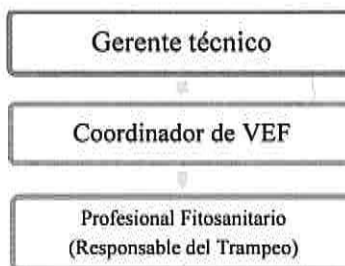 Gerente técnico
Coordinador de VEF
Profesional Fitosanitario
(Responsable del Trampeo)